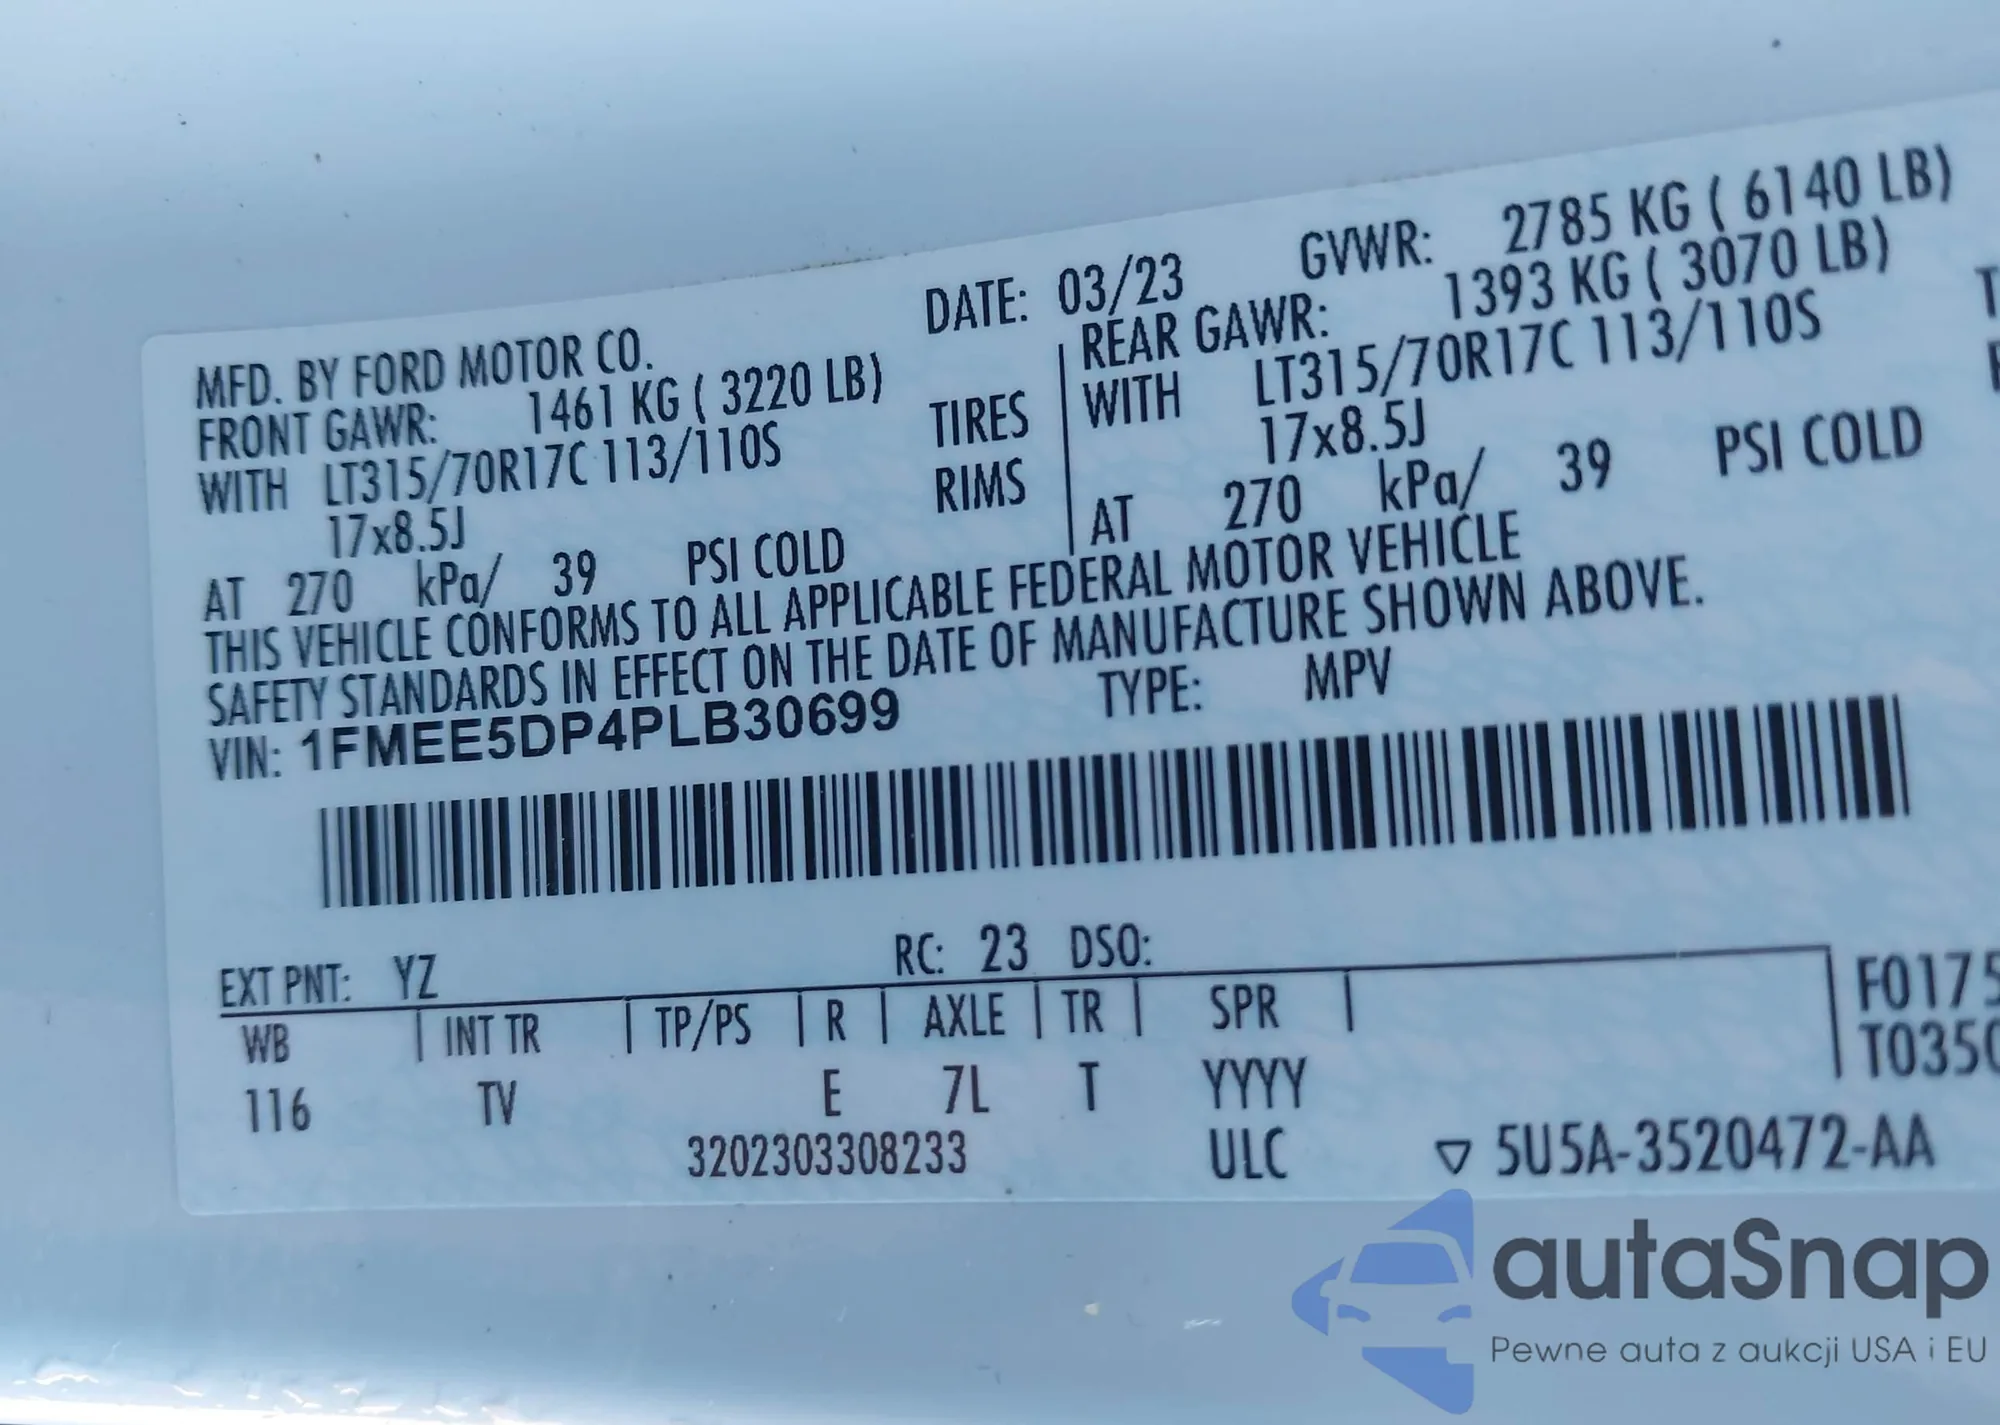 MFD. BY FORD MOTOR CO. DATE: 03/23 GVWR: 2785 KG ( 6140 LB)
FRONT GAWR: 1461 KG ( 3220 LB) REAR GAWR: 1393 KG ( 3070 LB)
WITH LT315/70R17C 113/110S TIRES WITH LT315/70R17C 113/110S
17x8.5J RIMS 17x8.5J
AT 270 kPa/ 39 PSI COLD AT 270 kPa/ 39 PSI COLD
THIS VEHICLE CONFORMS TO ALL APPLICABLE FEDERAL MOTOR VEHICLE
SAFETY STANDARDS IN EFFECT ON THE DATE OF MANUFACTURE SHOWN ABOVE.
VIN: 1FMEE5DP4PLB30699 TYPE: MPV
EXT PNT: YZ RC: 23 DSO:
WB INT TR TP/PS R AXLE TR SPR F0175
116 TV E 7L T YYYY T0350
3202303308233 ULC ▽ 5U5A-3520472-AA
autaSnap
Pewne auta z aukcji USA i EU